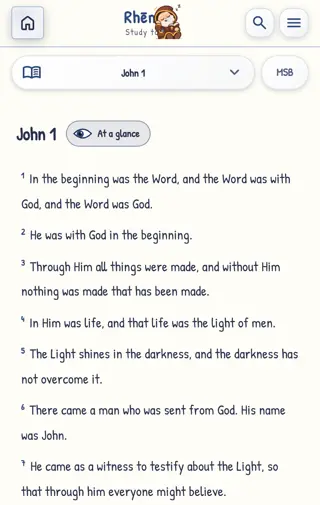 Rhēm
Study to
John 1
MSB
John 1
At a glance
1 In the beginning was the Word, and the Word was with
God, and the Word was God.
2 He was with God in the beginning.
3 Through Him all things were made, and without Him
nothing was made that has been made.
4 In Him was life, and that life was the light of men.
5 The Light shines in the darkness, and the darkness has
not overcome it.
6 There came a man who was sent from God. His name
was John.
7 He came as a witness to testify about the Light, so
that through him everyone might believe.